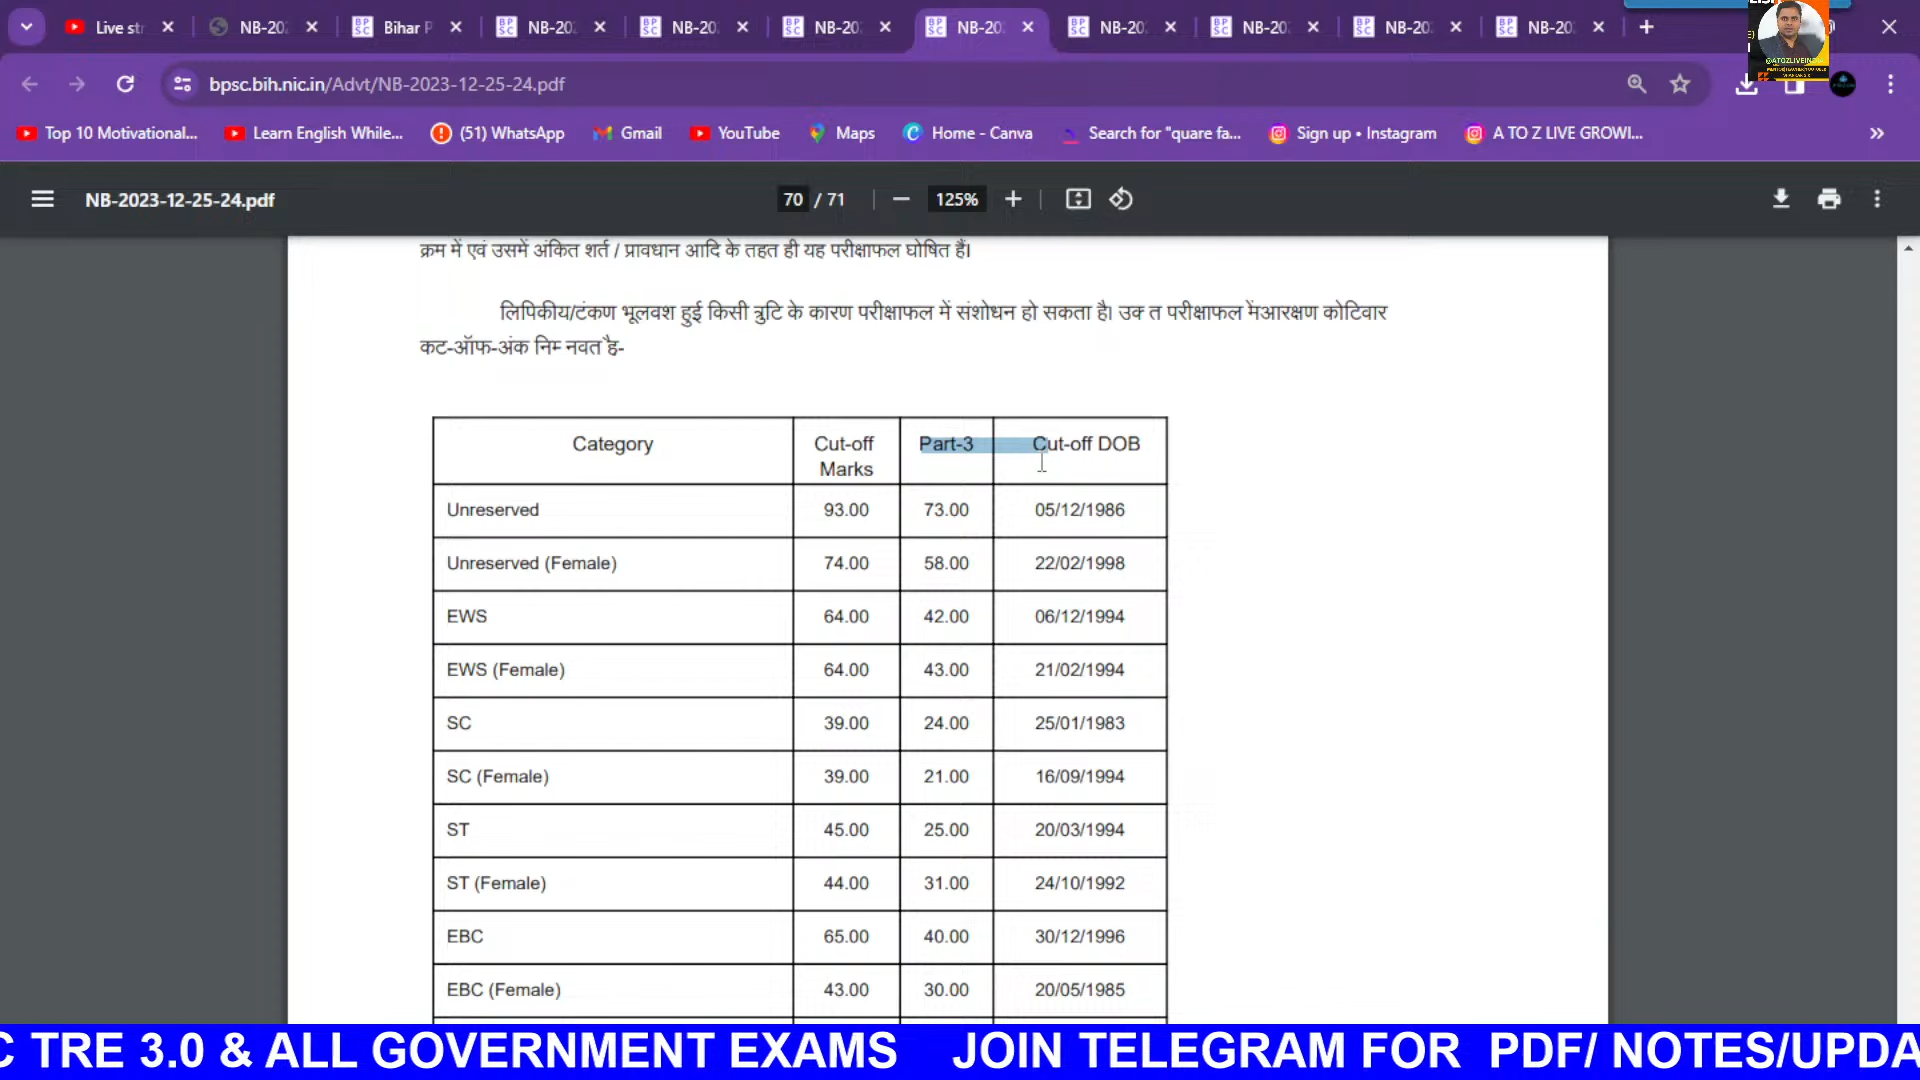 Live str
NB-202
Bihar P
NB-202
NB-202
NB-202
NB-202
NB-202
NB-202
NB-202
NB-202
@ATOZLIVEINDIA
bpsc.bih.nic.in/Advt/NB-2023-12-25-24.pdf
Top 10 Motivational...
Learn English While...
(51) WhatsApp
Gmail
YouTube
Maps
Home - Canva
Search for "quare fa...
Sign up • Instagram
A TO Z LIVE GROWI...
NB-2023-12-25-24.pdf
70 / 71
125%
क्रम में एवं उसमें अंकित शर्त / प्रावधान आदि के तहत ही यह परीक्षाफल घोषित हैं।
लिपिकीय/टंकण भूलवश हुई किसी त्रुटि के कारण परीक्षाफल में संशोधन हो सकता है। उक्त परीक्षाफल मेंआरक्षण कोटिवार
कट-ऑफ-अंक निम्नवत है-
Category Cut-off Marks Part-3 Cut-off DOB
Unreserved 93.00 73.00 05/12/1986
Unreserved (Female) 74.00 58.00 22/02/1998
EWS 64.00 42.00 06/12/1994
EWS (Female) 64.00 43.00 21/02/1994
SC 39.00 24.00 25/01/1983
SC (Female) 39.00 21.00 16/09/1994
ST 45.00 25.00 20/03/1994
ST (Female) 44.00 31.00 24/10/1992
EBC 65.00 40.00 30/12/1996
EBC (Female) 43.00 30.00 20/05/1985
C TRE 3.0 & ALL GOVERNMENT EXAMS JOIN TELEGRAM FOR PDF/ NOTES/UPDA